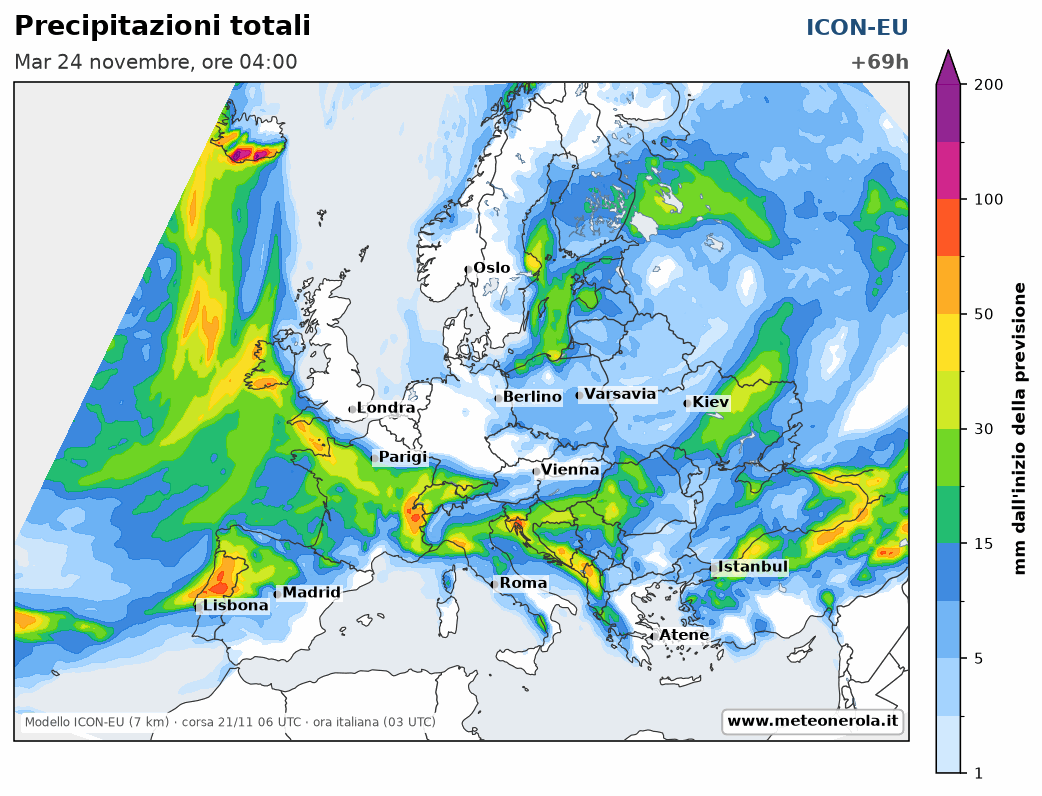 Precipitazioni totali
ICON-EU
Mar 24 novembre, ore 04:00
+69h
200
100
50
30
15
5
1
mm dall'inizio della previsione
Oslo
Londra
Berlino
Varsavia
Kiev
Parigi
Vienna
Istanbul
Roma
Madrid
Lisbona
Atene
Modello ICON-EU (7 km) · corsa 21/11 06 UTC · ora italiana (03 UTC)
www.meteonerola.it